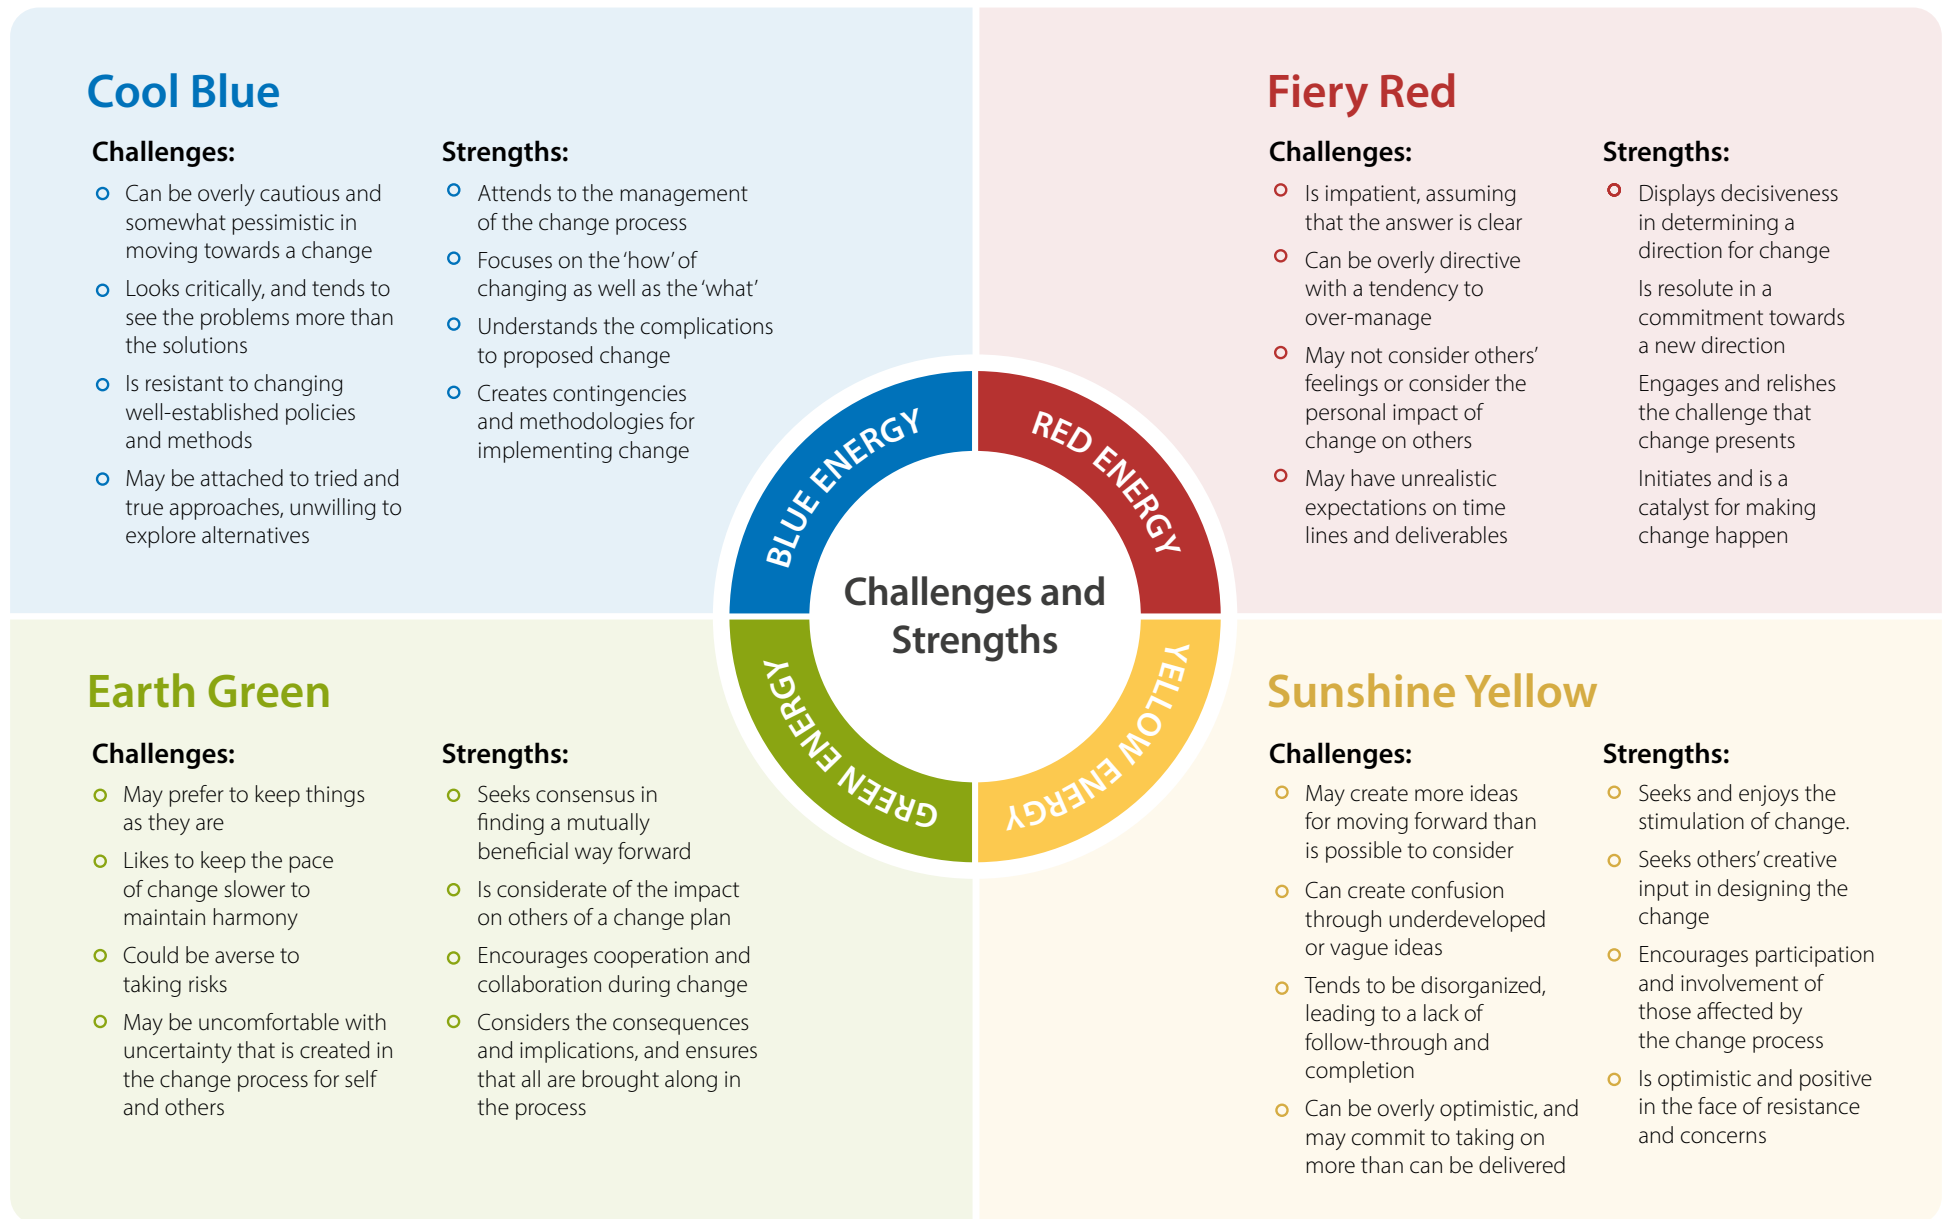 Cool Blue
Challenges:
Can be overly cautious and
somewhat pessimistic in
moving towards a change
Looks critically, and tends to
see the problems more than
the solutions
Is resistant to changing
well-established policies
and methods
May be attached to tried and
true approaches, unwilling to
explore alternatives
Strengths:
Attends to the management
of the change process
Focuses on the ‘how’ of
changing as well as the ‘what’
Understands the complications
to proposed change
Creates contingencies
and methodologies for
implementing change
Fiery Red
Challenges:
Is impatient, assuming
that the answer is clear
Can be overly directive
with a tendency to
over-manage
May not consider others’
feelings or consider the
personal impact of
change on others
May have unrealistic
expectations on time
lines and deliverables
Strengths:
Displays decisiveness
in determining a
direction for change
Is resolute in a
commitment towards
a new direction
Engages and relishes
the challenge that
change presents
Initiates and is a
catalyst for making
change happen
BLUE ENERGY
RED ENERGY
Challenges and
Strengths
GREEN ENERGY
YELLOW ENERGY
Earth Green
Challenges:
May prefer to keep things
as they are
Likes to keep the pace
of change slower to
maintain harmony
Could be averse to
taking risks
May be uncomfortable with
uncertainty that is created in
the change process for self
and others
Strengths:
Seeks consensus in
finding a mutually
beneficial way forward
Is considerate of the impact
on others of a change plan
Encourages cooperation and
collaboration during change
Considers the consequences
and implications, and ensures
that all are brought along in
the process
Sunshine Yellow
Challenges:
May create more ideas
for moving forward than
is possible to consider
Can create confusion
through underdeveloped
or vague ideas
Tends to be disorganized,
leading to a lack of
follow-through and
completion
Can be overly optimistic, and
may commit to taking on
more than can be delivered
Strengths:
Seeks and enjoys the
stimulation of change.
Seeks others’ creative
input in designing the
change
Encourages participation
and involvement of
those affected by
the change process
Is optimistic and positive
in the face of resistance
and concerns